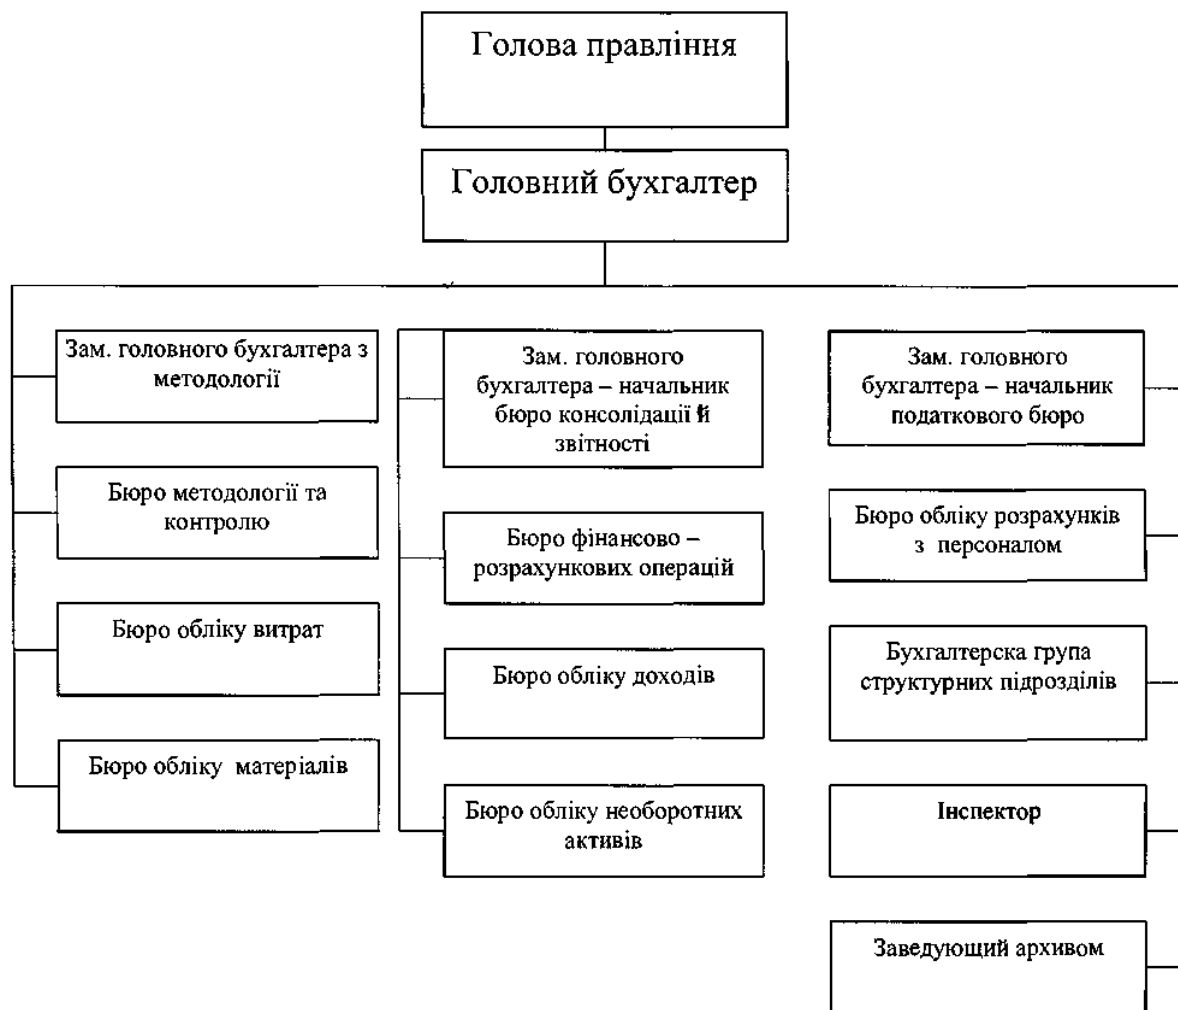 Голова правління
Головний бухгалтер
Зам. головного бухгалтера з
методології
Бюро методології та
контролю
Бюро обліку витрат
Бюро обліку  матеріалів
Зам. головного
бухгалтера – начальник
бюро консолідації й
звітності
Бюро фінансово –
розрахункових операцій
Бюро обліку доходів
Бюро обліку необоротних
активів
Зам. головного
бухгалтера – начальник
податкового бюро
Бюро обліку розрахунків
з  персоналом
Бухгалтерска група
структурних підрозділів
Інспектор
Заведующий архивом